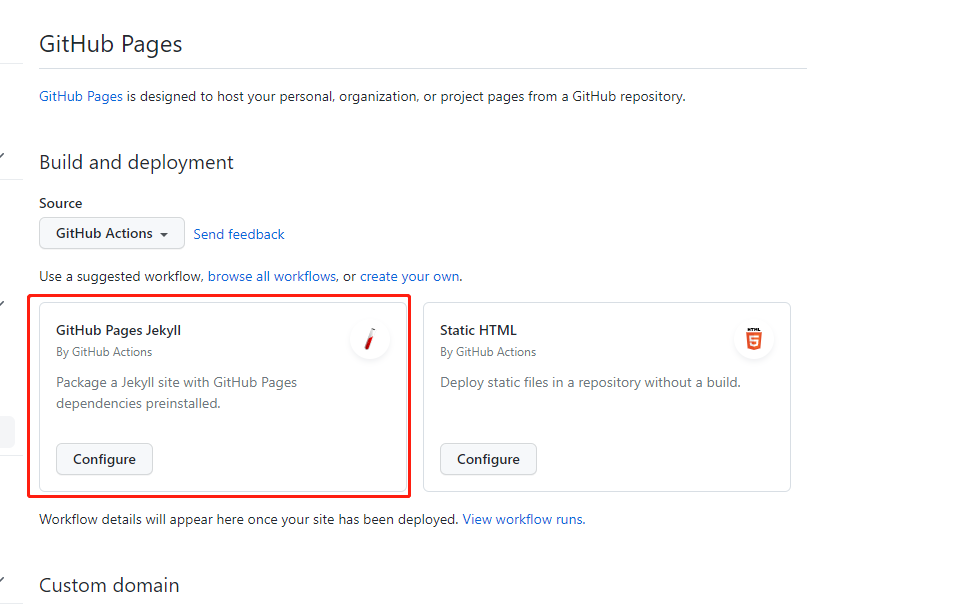 GitHub Pages
GitHub Pages is designed to host your personal, organization, or project pages from a GitHub repository.
Build and deployment
Source
GitHub Actions
Send feedback
Use a suggested workflow, browse all workflows, or create your own.
GitHub Pages Jekyll
By GitHub Actions
Package a Jekyll site with GitHub Pages
dependencies preinstalled.
Configure
Static HTML
By GitHub Actions
Deploy static files in a repository without a build.
Configure
HTML
5
Workflow details will appear here once your site has been deployed. View workflow runs.
Custom domain